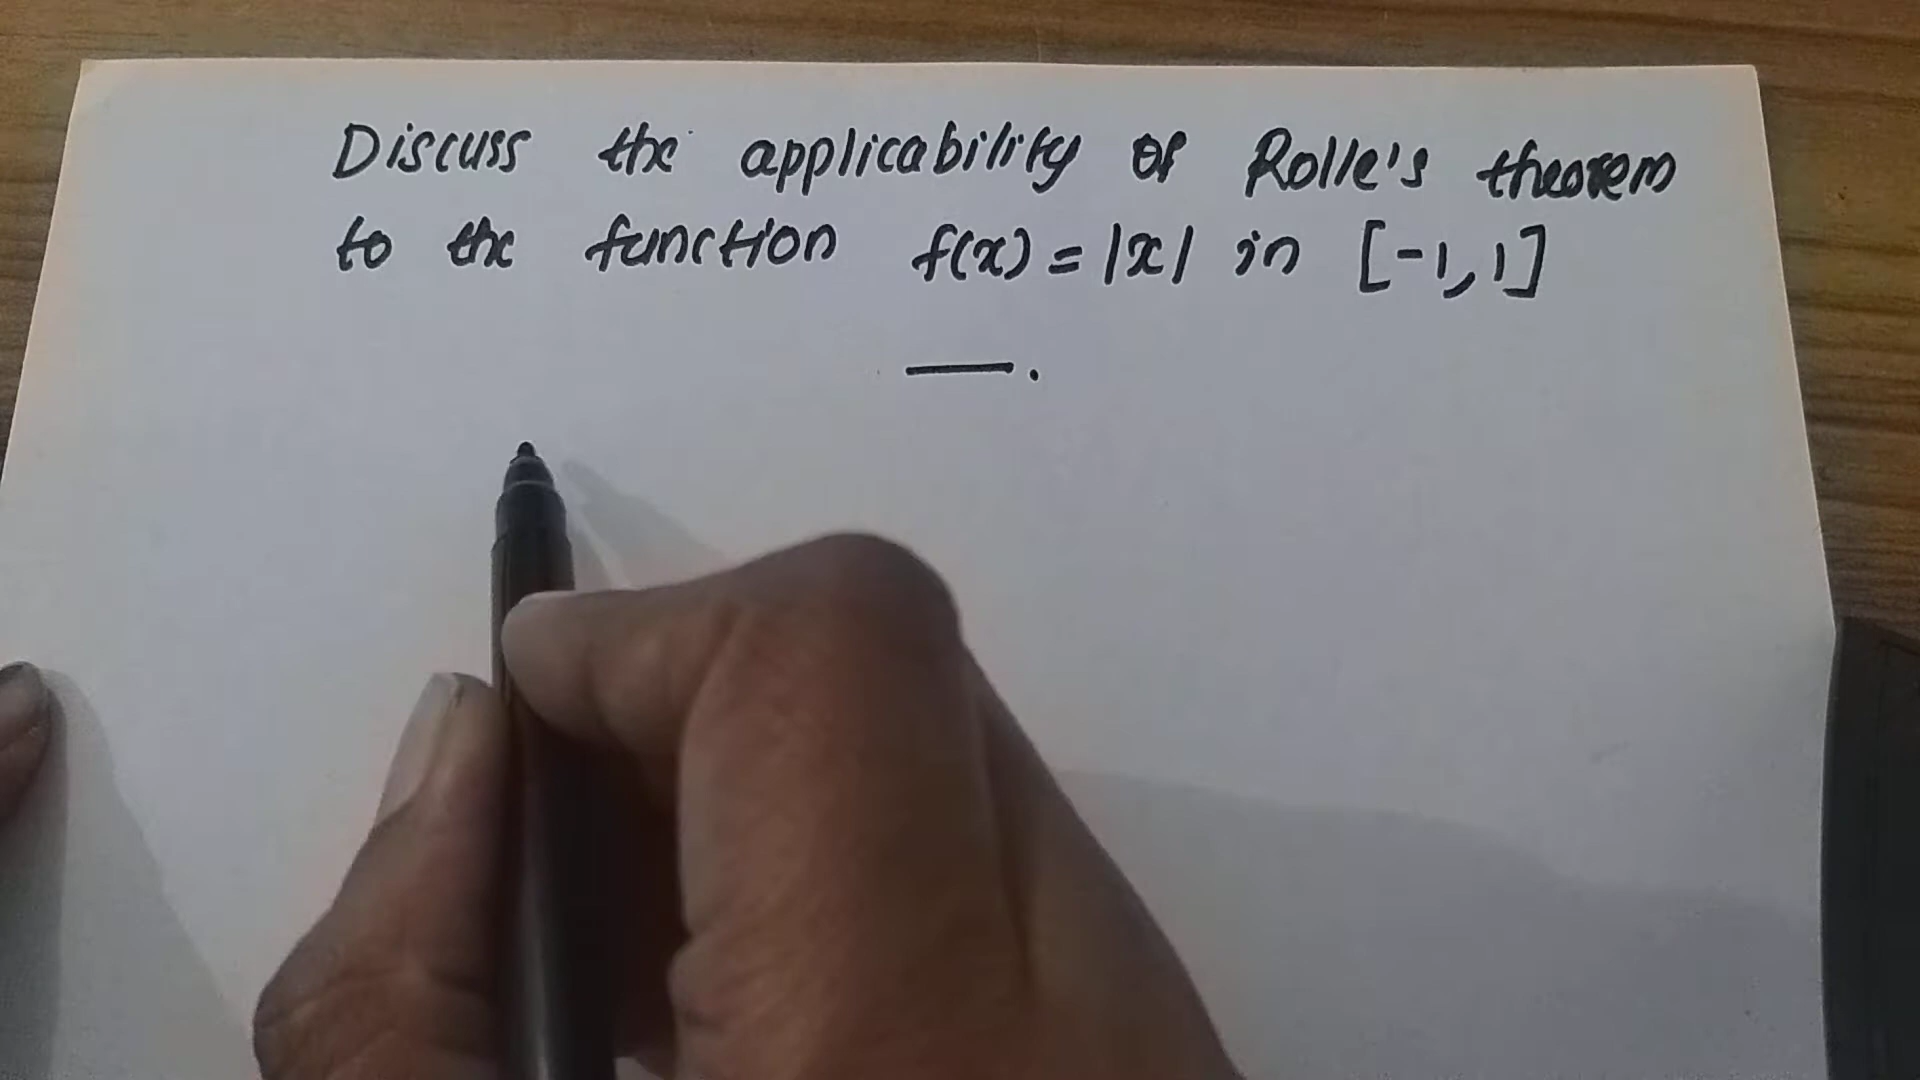 Discuss the applicability of Rolle's theorem
to the function f(x) = |x| in [-1, 1]